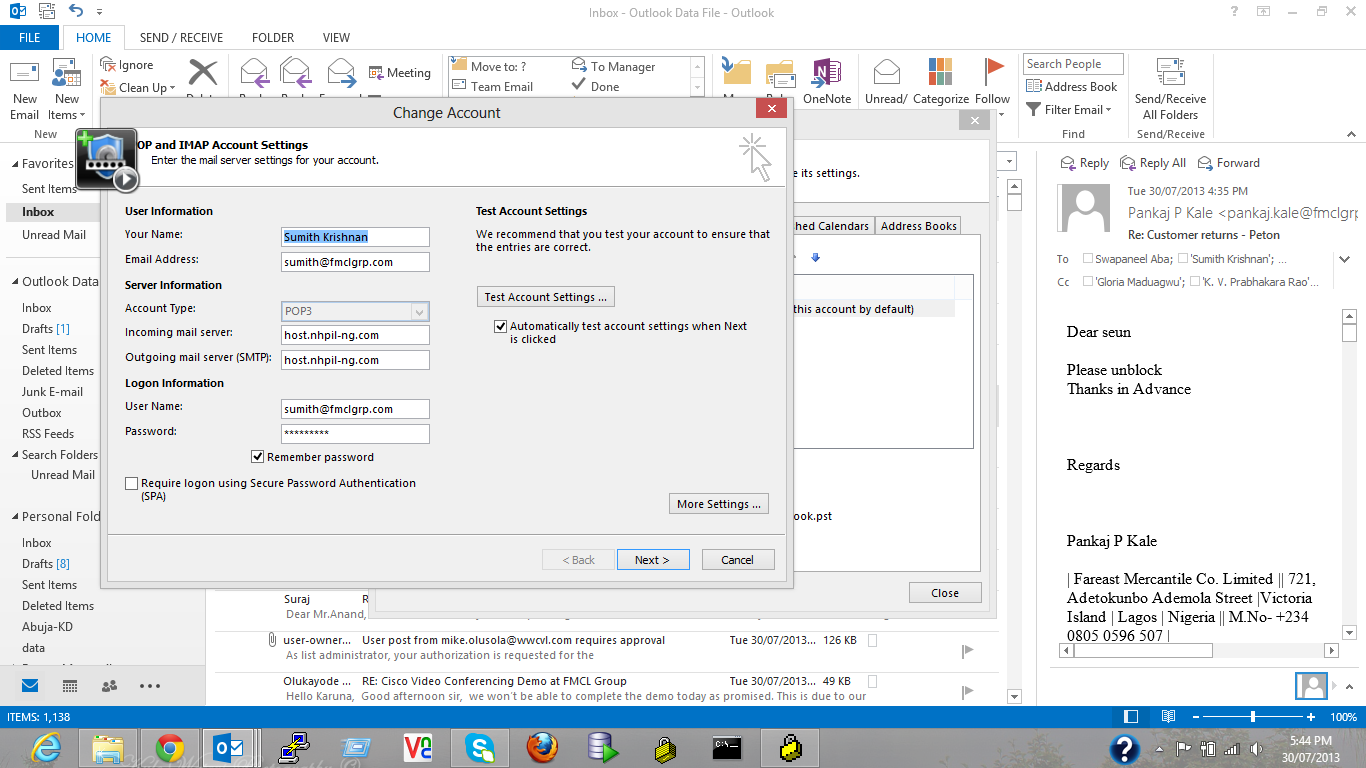 Inbox - Outlook Data File - Outlook
FILE
HOME
SEND / RECEIVE
FOLDER
VIEW
New Email
New Items
New
Ignore
Clean Up
Meeting
Move to: ?
Team Email
To Manager
Done
OneNote
Unread/
Categorize
Follow
Search People
Address Book
Filter Email
Find
Send/Receive
All Folders
Send/Receive
Favorites
Sent Items
Inbox
Unread Mail
Outlook Data
Inbox
Drafts [1]
Sent Items
Deleted Items
Junk E-mail
Outbox
RSS Feeds
Search Folders
Unread Mail
Personal Fold
Inbox
Drafts [8]
Sent Items
Deleted Items
Abuja-KD
data
Change Account
OP and IMAP Account Settings
Enter the mail server settings for your account.
User Information
Your Name: Sumith Krishnan
Email Address: sumith@fmclgrp.com
Server Information
Account Type: POP3
Incoming mail server: host.nhpil-ng.com
Outgoing mail server (SMTP): host.nhpil-ng.com
Logon Information
User Name: sumith@fmclgrp.com
Password: *********
Remember password
Require logon using Secure Password Authentication
(SPA)
Test Account Settings
We recommend that you test your account to ensure that
the entries are correct.
Test Account Settings ...
Automatically test account settings when Next
is clicked
More Settings ...
< Back
Next >
Cancel
e its settings.
hed Calendars
Address Books
this account by default)
ook.pst
Close
Suraj
Dear Mr.Anand,
user-owner... User post from mike.olusola@wwcvl.com requires approval Tue 30/07/2013... 126 KB
As list administrator, your authorization is requested for the
Olukayode ... RE: Cisco Video Conferencing Demo at FMCL Group Tue 30/07/2013... 49 KB
Hello Karuna, Good afternoon sir, we won't be able to complete the demo today as promised. This is due to our
Reply
Reply All
Forward
Tue 30/07/2013 4:35 PM
Pankaj P Kale <pankaj.kale@fmclgrp
Re: Customer returns - Peton
To Swapaneel Aba; 'Sumith Krishnan'; ...
Cc 'Gloria Maduagwu'; 'K. V. Prabhakara Rao'...
Dear seun
Please unblock
Thanks in Advance
Regards
Pankaj P Kale
| Fareast Mercantile Co. Limited || 721,
Adetokunbo Ademola Street |Victoria
Island | Lagos | Nigeria || M.No- +234
0805 0596 507 |
ITEMS: 1,138
100%
5:44 PM
30/07/2013